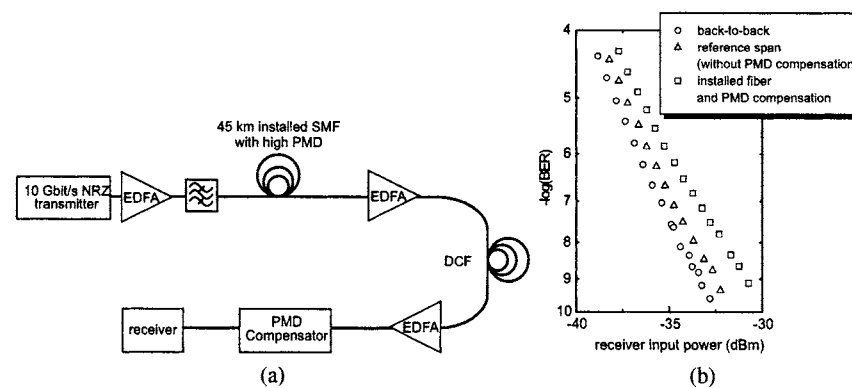 45 km installed SMF
with high PMD
10 Gbit/s NRZ
transmitter
EDFA
EDFA
DCF
receiver
PMD
Compensator
EDFA
(a)
back-to-back
reference span
(without PMD compensation
installed fiber
and PMD compensation
-log(BER)
4
5
6
7
8
9
10
-40
-35
-30
receiver input power (dBm)
(b)